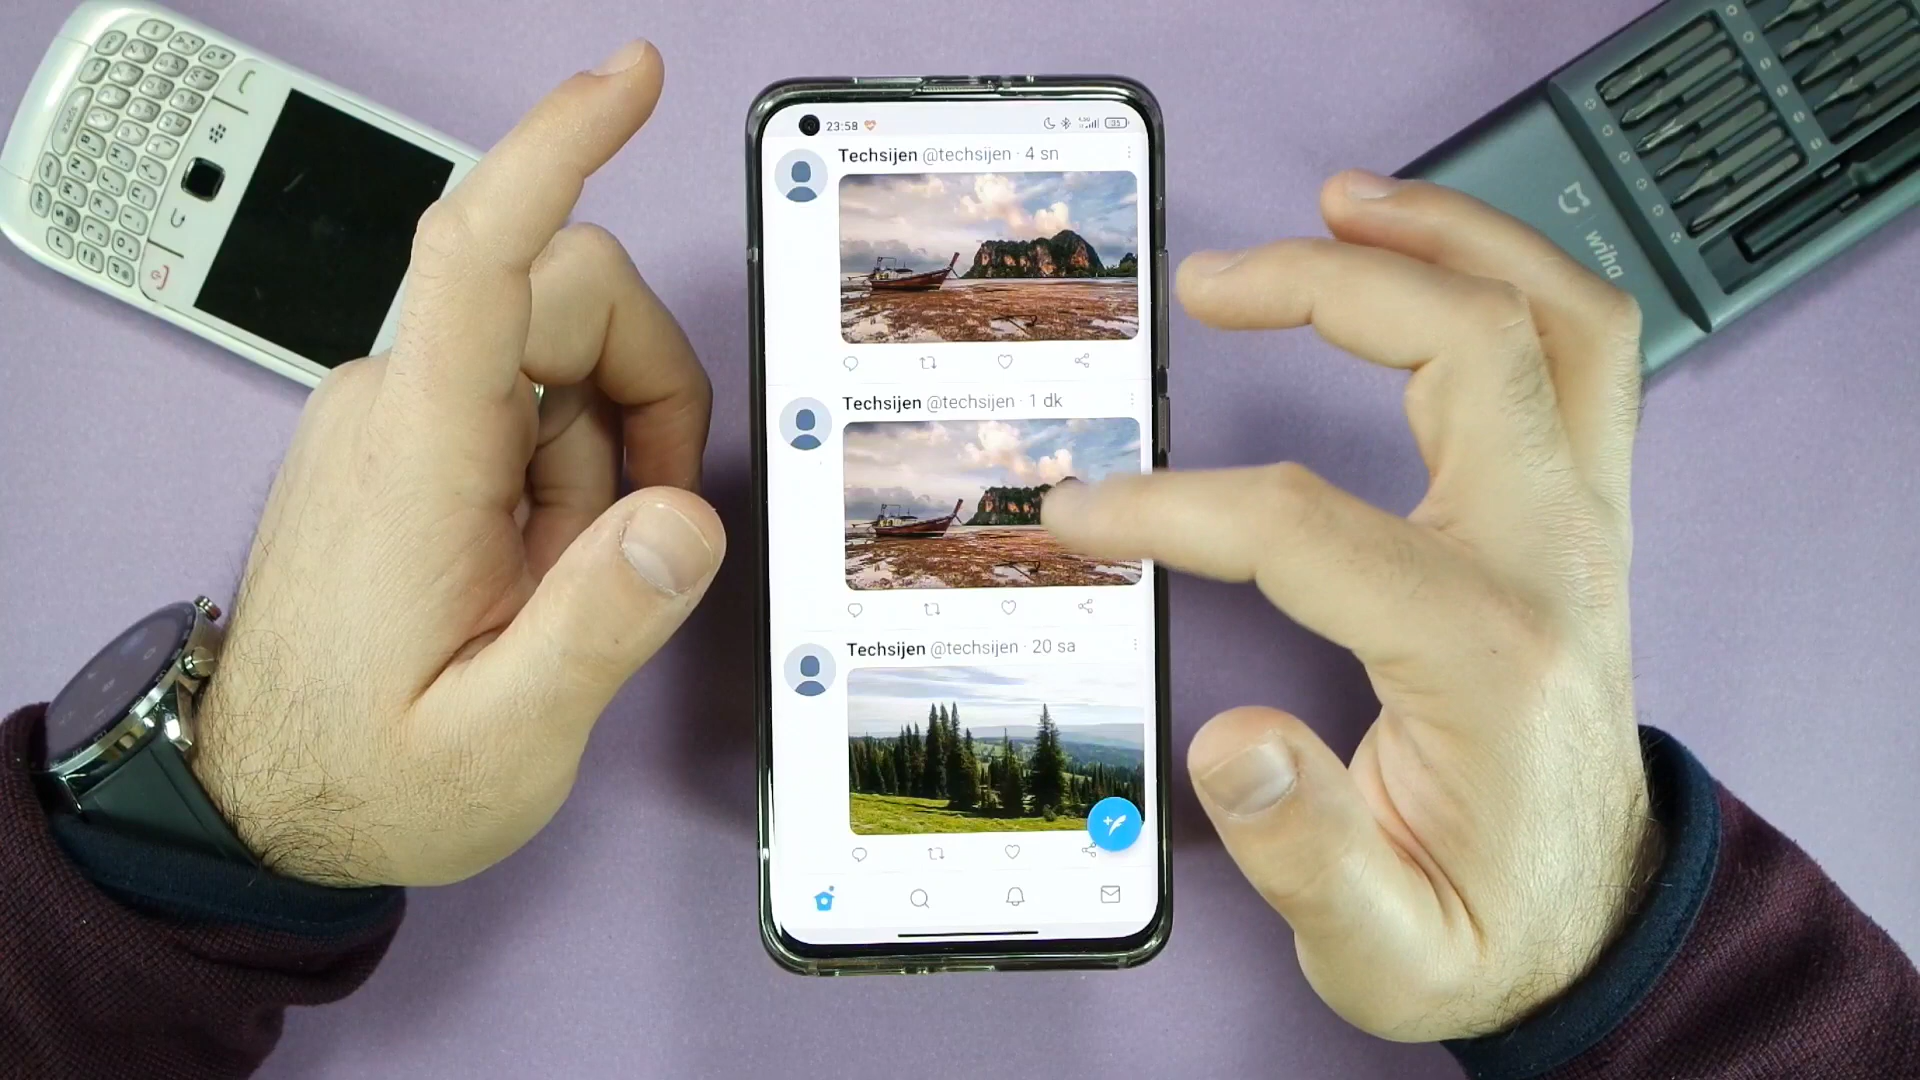 23:58
Techsijen @techsijen · 4 sn
Techsijen @techsijen · 1 dk
Techsijen @techsijen · 20 sa
wiha